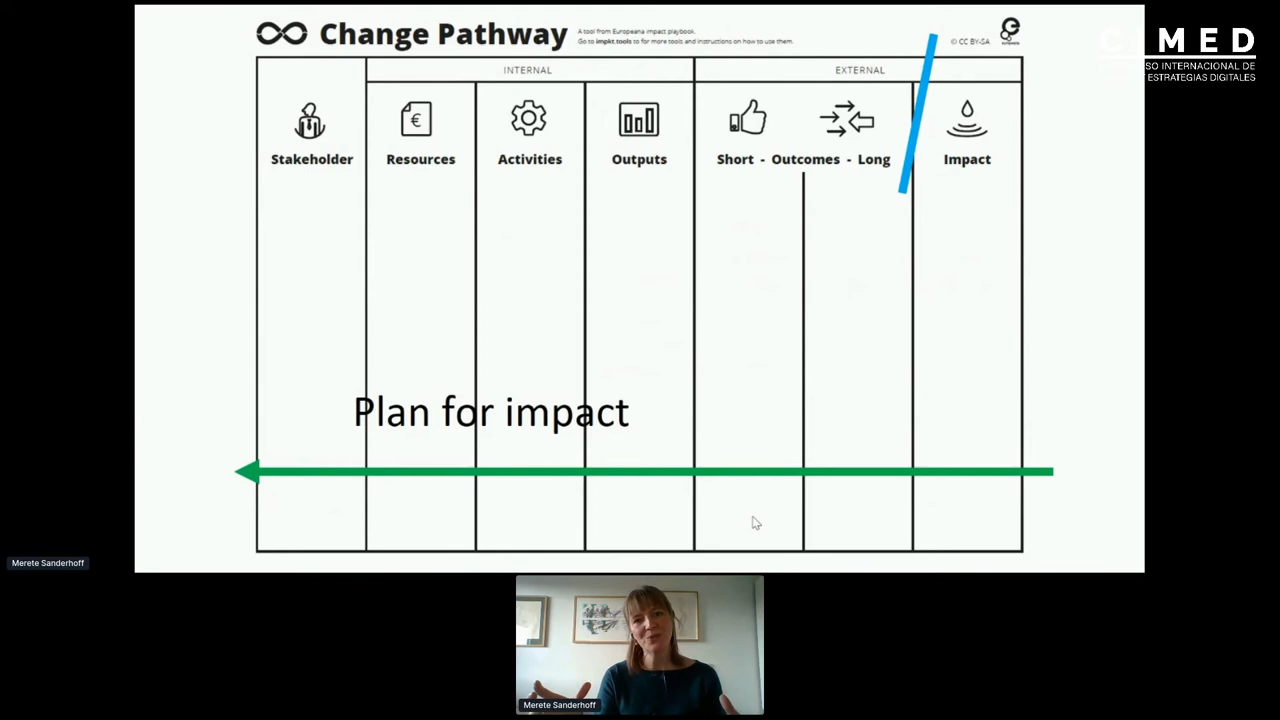 Change Pathway
A tool from Europeana impact playbook.
Go to impkt.tools to for more tools and instructions on how to use them.
© CC BY-SA
europeana
C MED
SO INTERNACIONAL DE
ESTRATEGIAS DIGITALES
INTERNAL
EXTERNAL
€
Stakeholder
Resources
Activities
Outputs
Short - Outcomes - Long
Impact
Plan for impact
Merete Sanderhoff
Merete Sanderhoff